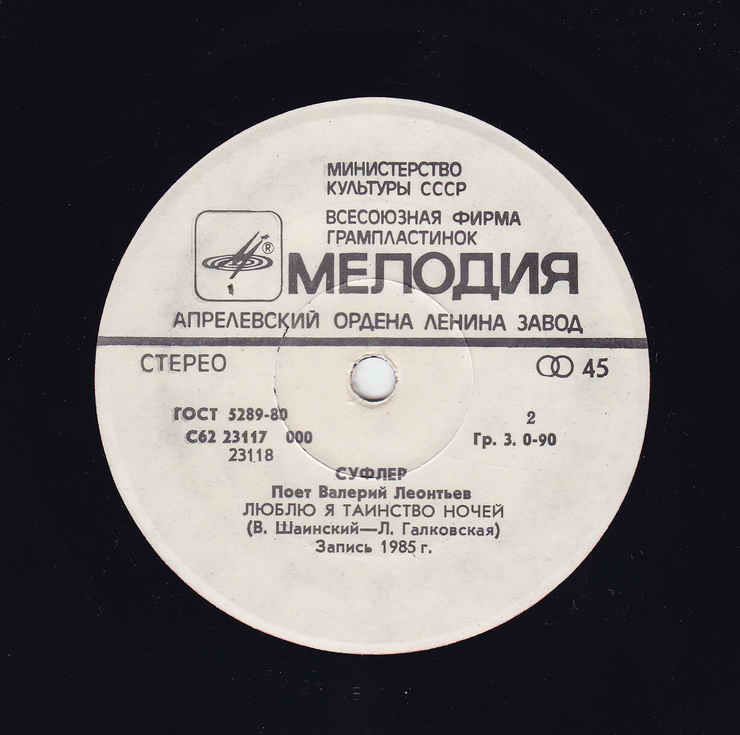 МИНИСТЕРСТВО
КУЛЬТУРЫ СССР
ВСЕСОЮЗНАЯ ФИРМА
ГРАМПЛАСТИНОК
®
МЕЛОДИЯ
АПРЕЛЕВСКИЙ ОРДЕНА ЛЕНИНА ЗАВОД
СТЕРЕО 45
ГОСТ 5289-80 2
С62 23117 000 Гр. 3. 0-90
23118
СУФЛЕР
Поет Валерий Леонтьев
ЛЮБЛЮ Я ТАИНСТВО НОЧЕЙ
(В. Шаинский—Л. Галковская)
Запись 1985 г.